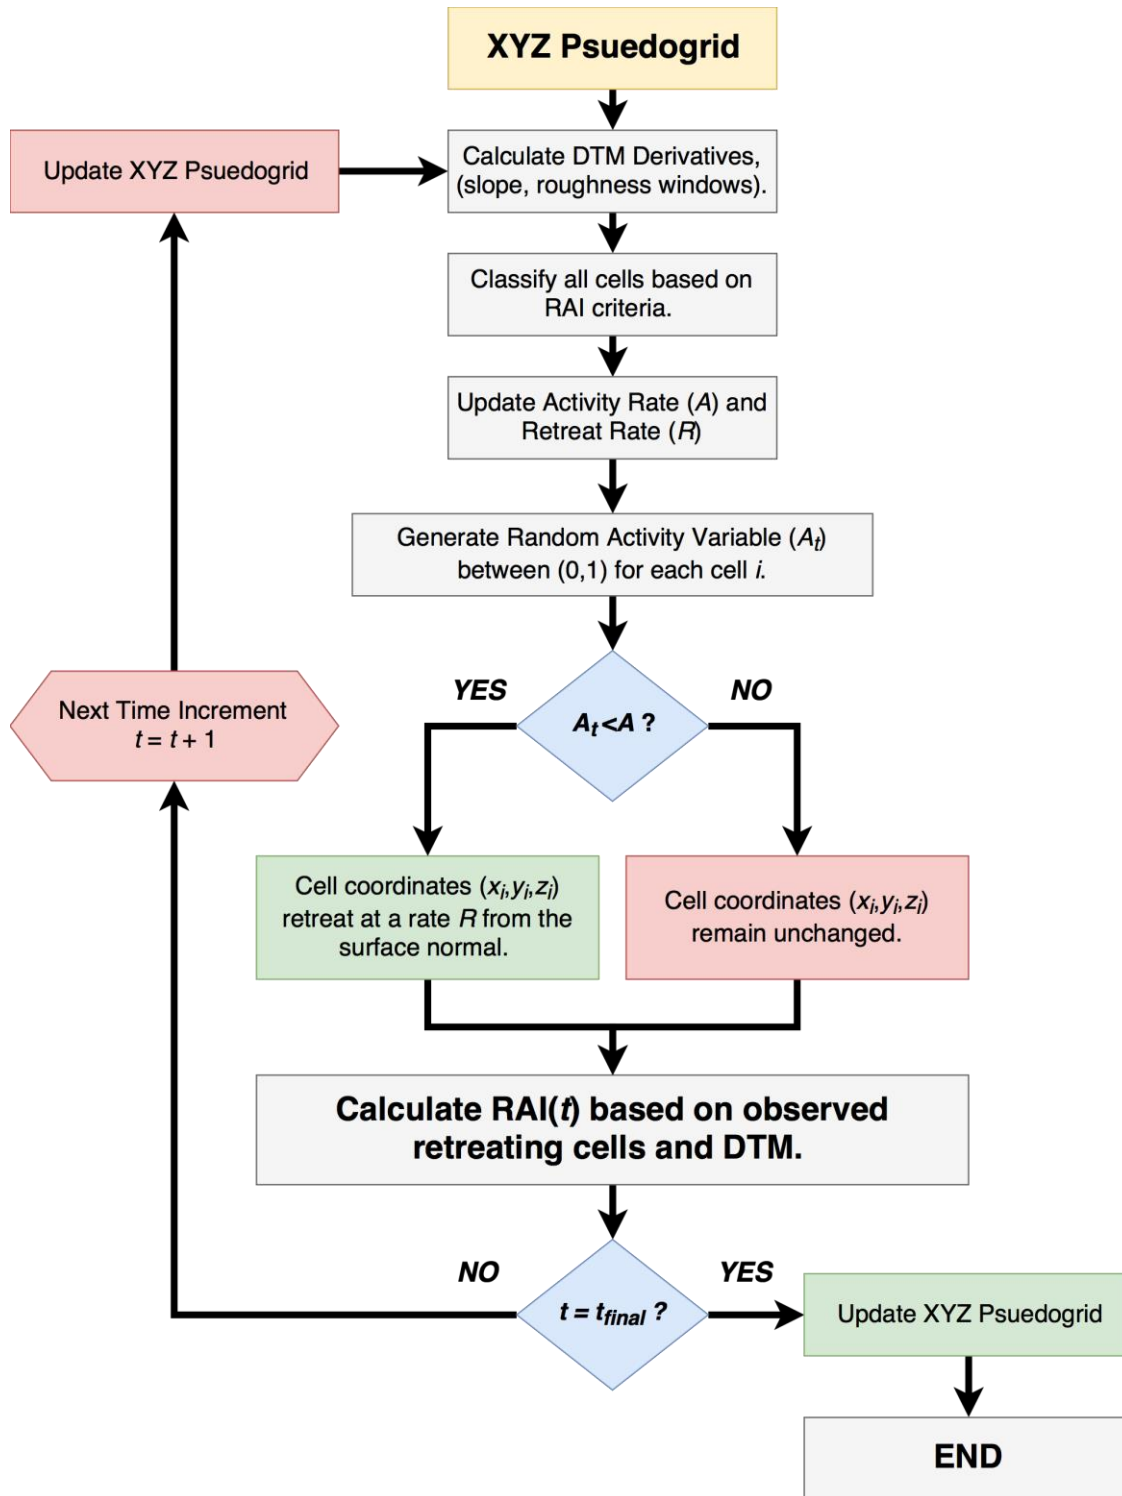 XYZ Psuedogrid
Update XYZ Psuedogrid
Calculate DTM Derivatives,
(slope, roughness windows).
Classify all cells based on
RAI criteria.
Update Activity Rate (A) and
Retreat Rate (R)
Generate Random Activity Variable (At)
between (0,1) for each cell i.
Next Time Increment
t = t + 1
YES
NO
At<A ?
Cell coordinates (xi,yi,zi)
retreat at a rate R from the
surface normal.
Cell coordinates (xi,yi,zi)
remain unchanged.
Calculate RAI(t) based on observed
retreating cells and DTM.
NO
YES
t = tfinal ?
Update XYZ Psuedogrid
END